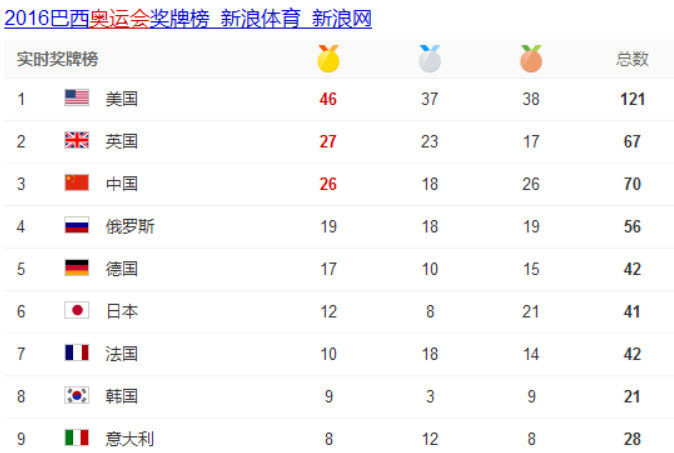 2016巴西奥运会奖牌榜_新浪体育_新浪网
实时奖牌榜 总数
1 美国 46 37 38 121
2 英国 27 23 17 67
3 中国 26 18 26 70
4 俄罗斯 19 18 19 56
5 德国 17 10 15 42
6 日本 12 8 21 41
7 法国 10 18 14 42
8 韩国 9 3 9 21
9 意大利 8 12 8 28